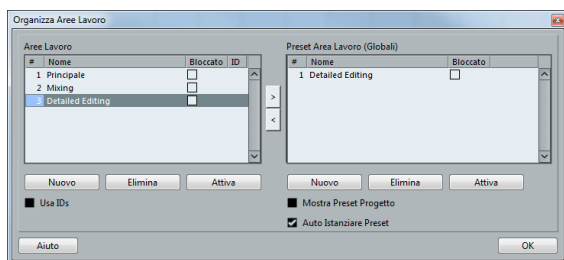 Organizza Aree Lavoro
Aree Lavoro
# Nome Bloccato ID
1 Principale
2 Mixing
3 Detailed Editing
Nuovo Elimina Attiva
Usa IDs
>
<
Preset Area Lavoro (Globali)
# Nome Bloccato
1 Detailed Editing
Nuovo Elimina Attiva
Mostra Preset Progetto
Auto Istanziare Preset
Aiuto OK